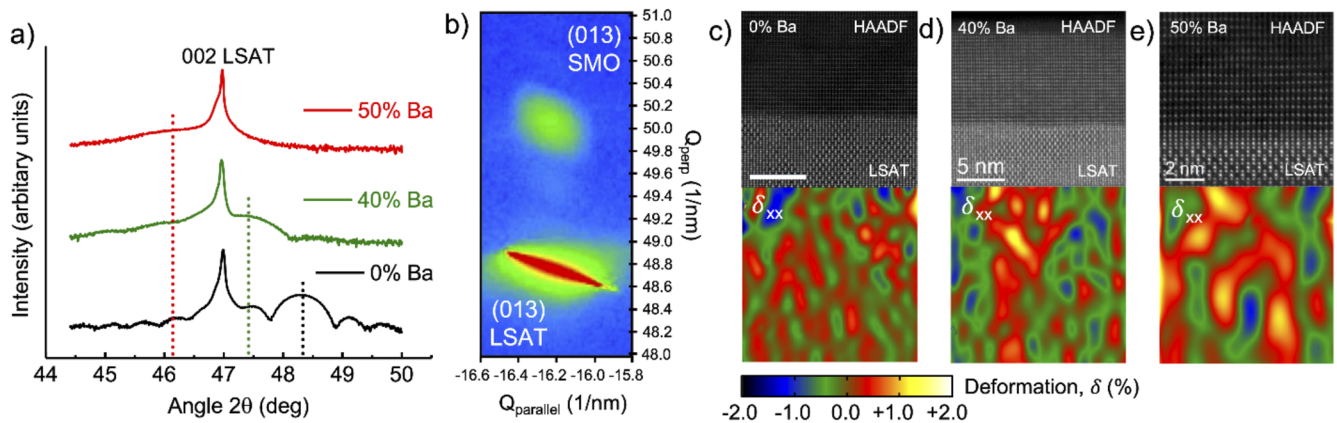 a)
002 LSAT
50% Ba
40% Ba
0% Ba
Intensity (arbitary units)
44 45 46 47 48 49 50
Angle 2θ (deg)
b)
(013)
SMO
(013)
LSAT
51.0
50.8
50.6
50.4
50.2
50.0
49.8
49.6
49.4
49.2
49.0
48.8
48.6
48.4
48.2
48.0
Qperp (1/nm)
-16.6 -16.4 -16.2 -16.0 -15.8
Qparallel (1/nm)
c)
0% Ba HAADF
LSAT
δxx
d)
40% Ba HAADF
5 nm LSAT
δxx
e)
50% Ba HAADF
2 nm LSAT
δxx
Deformation, δ (%)
-2.0 -1.0 0.0 +1.0 +2.0